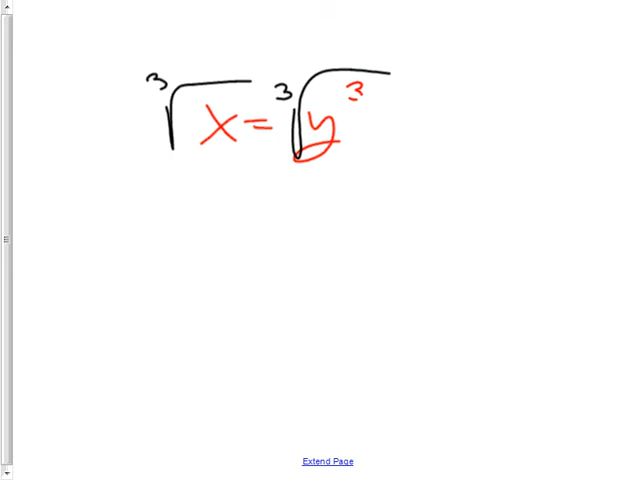 ∛x = ∛y³
Extend Page